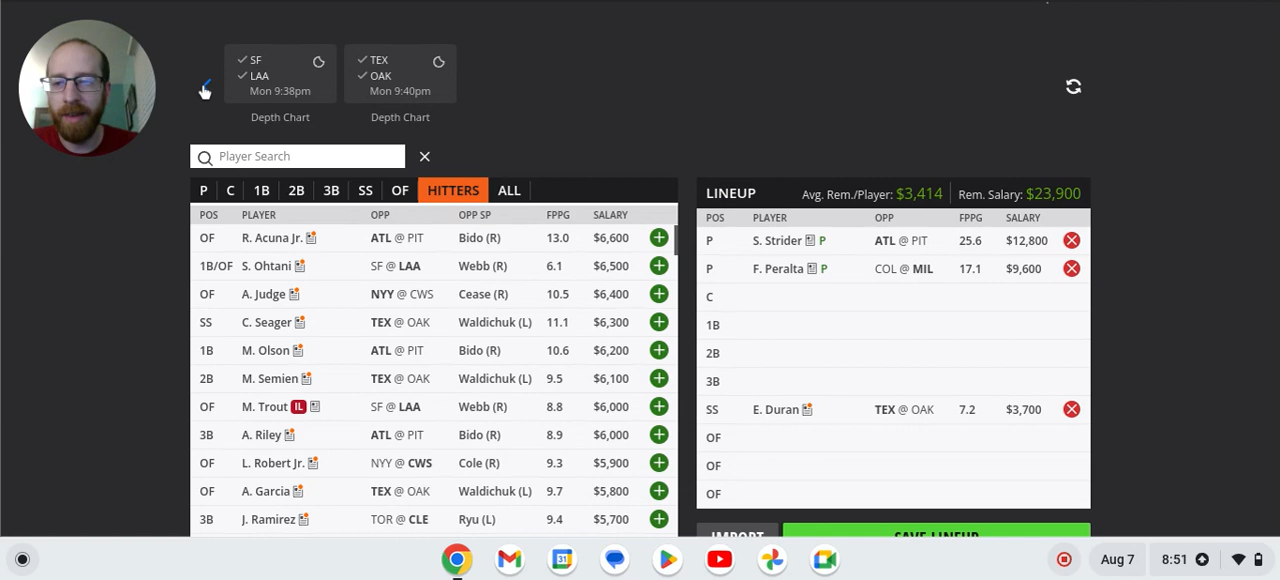 SF
LAA
Mon 9:38pm
Depth Chart
TEX
OAK
Mon 9:40pm
Depth Chart
Player Search
P C 1B 2B 3B SS OF HITTERS ALL
POS PLAYER OPP OPP SP FPPG SALARY
OF R. Acuna Jr. ATL @ PIT Bido (R) 13.0 $6,600
1B/OF S. Ohtani SF @ LAA Webb (R) 6.1 $6,500
OF A. Judge NYY @ CWS Cease (R) 10.5 $6,400
SS C. Seager TEX @ OAK Waldichuk (L) 11.1 $6,300
1B M. Olson ATL @ PIT Bido (R) 10.6 $6,200
2B M. Semien TEX @ OAK Waldichuk (L) 9.5 $6,100
OF M. Trout IL SF @ LAA Webb (R) 8.8 $6,000
3B A. Riley ATL @ PIT Bido (R) 8.9 $6,000
OF L. Robert Jr. NYY @ CWS Cole (R) 9.3 $5,900
OF A. Garcia TEX @ OAK Waldichuk (L) 9.7 $5,800
3B J. Ramirez TOR @ CLE Ryu (L) 9.4 $5,700
LINEUP Avg. Rem./Player: $3,414 Rem. Salary: $23,900
POS PLAYER OPP FPPG SALARY
P S. Strider P ATL @ PIT 25.6 $12,800
P F. Peralta P COL @ MIL 17.1 $9,600
C
1B
2B
3B
SS E. Duran TEX @ OAK 7.2 $3,700
OF
OF
OF
IMPORT SAVE LINEUP
31
Aug 7 8:51